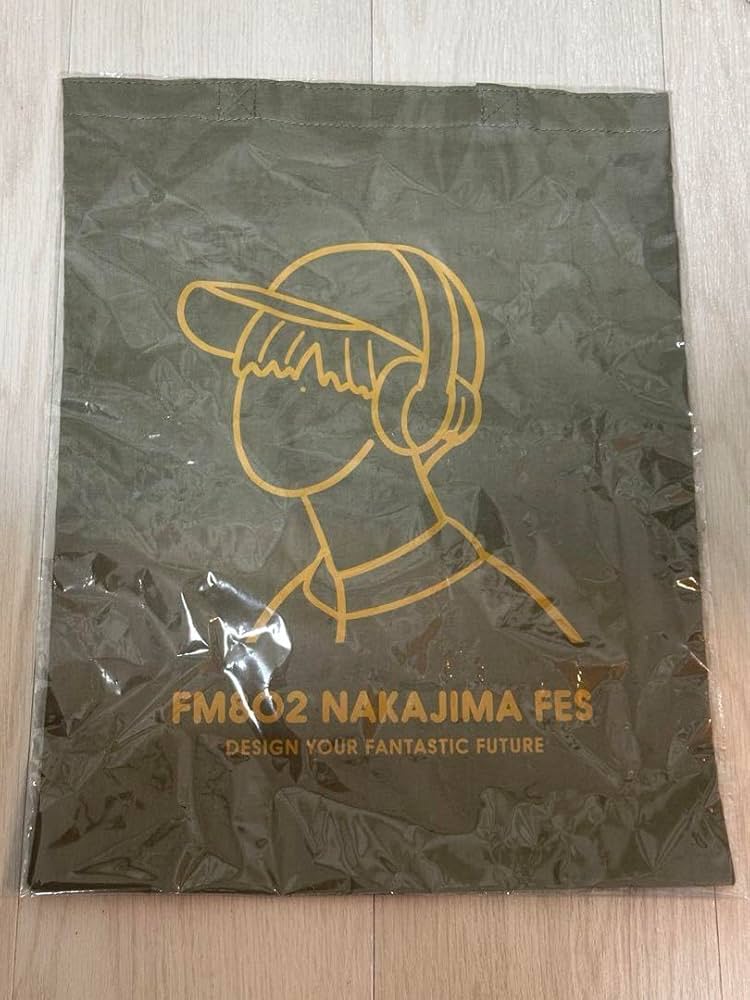 FM802 NAKAJIMA FES
DESIGN YOUR FANTASTIC FUTURE